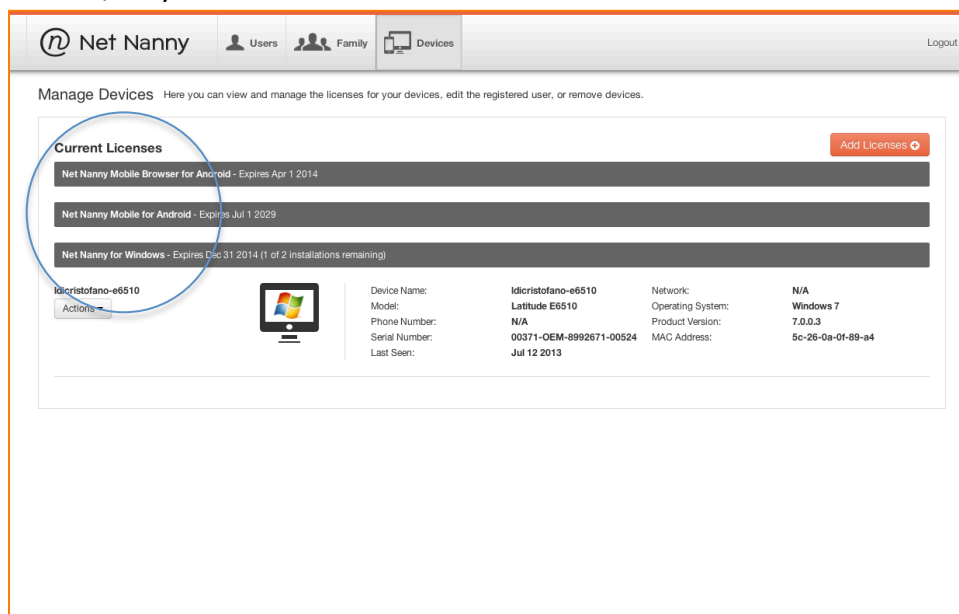 Net Nanny Users Family Devices Logout
Manage Devices Here you can view and manage the licenses for your devices, edit the registered user, or remove devices.
Current Licenses Add Licenses
Net Nanny Mobile Browser for Android - Expires Apr 1 2014
Net Nanny Mobile for Android - Expires Jul 1 2029
Net Nanny for Windows - Expires Dec 31 2014 (1 of 2 installations remaining)
ldicristofano-e6510 Device Name: ldicristofano-e6510 Network: N/A
Actions Model: Latitude E6510 Operating System: Windows 7
Phone Number: N/A Product Version: 7.0.0.3
Serial Number: 00371-OEM-8992671-00524 MAC Address: 5c-26-0a-0f-89-a4
Last Seen: Jul 12 2013